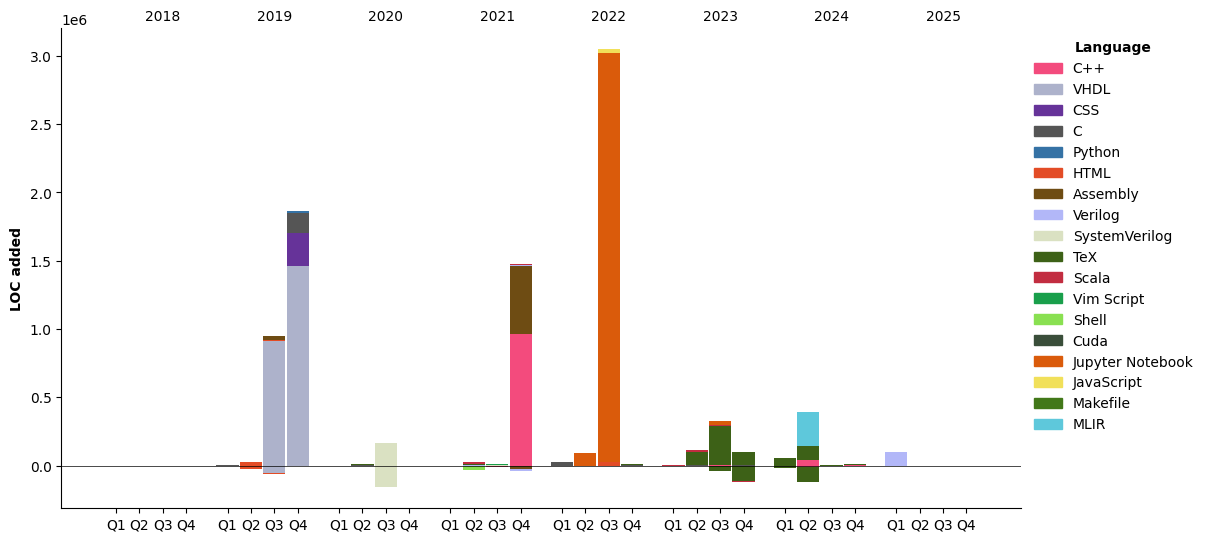 1e6
2018 2019 2020 2021 2022 2023 2024 2025
LOC added
3.0
2.5
2.0
1.5
1.0
0.5
0.0
Q1 Q2 Q3 Q4 Q1 Q2 Q3 Q4 Q1 Q2 Q3 Q4 Q1 Q2 Q3 Q4 Q1 Q2 Q3 Q4 Q1 Q2 Q3 Q4 Q1 Q2 Q3 Q4 Q1 Q2 Q3 Q4
Language
C++
VHDL
CSS
C
Python
HTML
Assembly
Verilog
SystemVerilog
TeX
Scala
Vim Script
Shell
Cuda
Jupyter Notebook
JavaScript
Makefile
MLIR